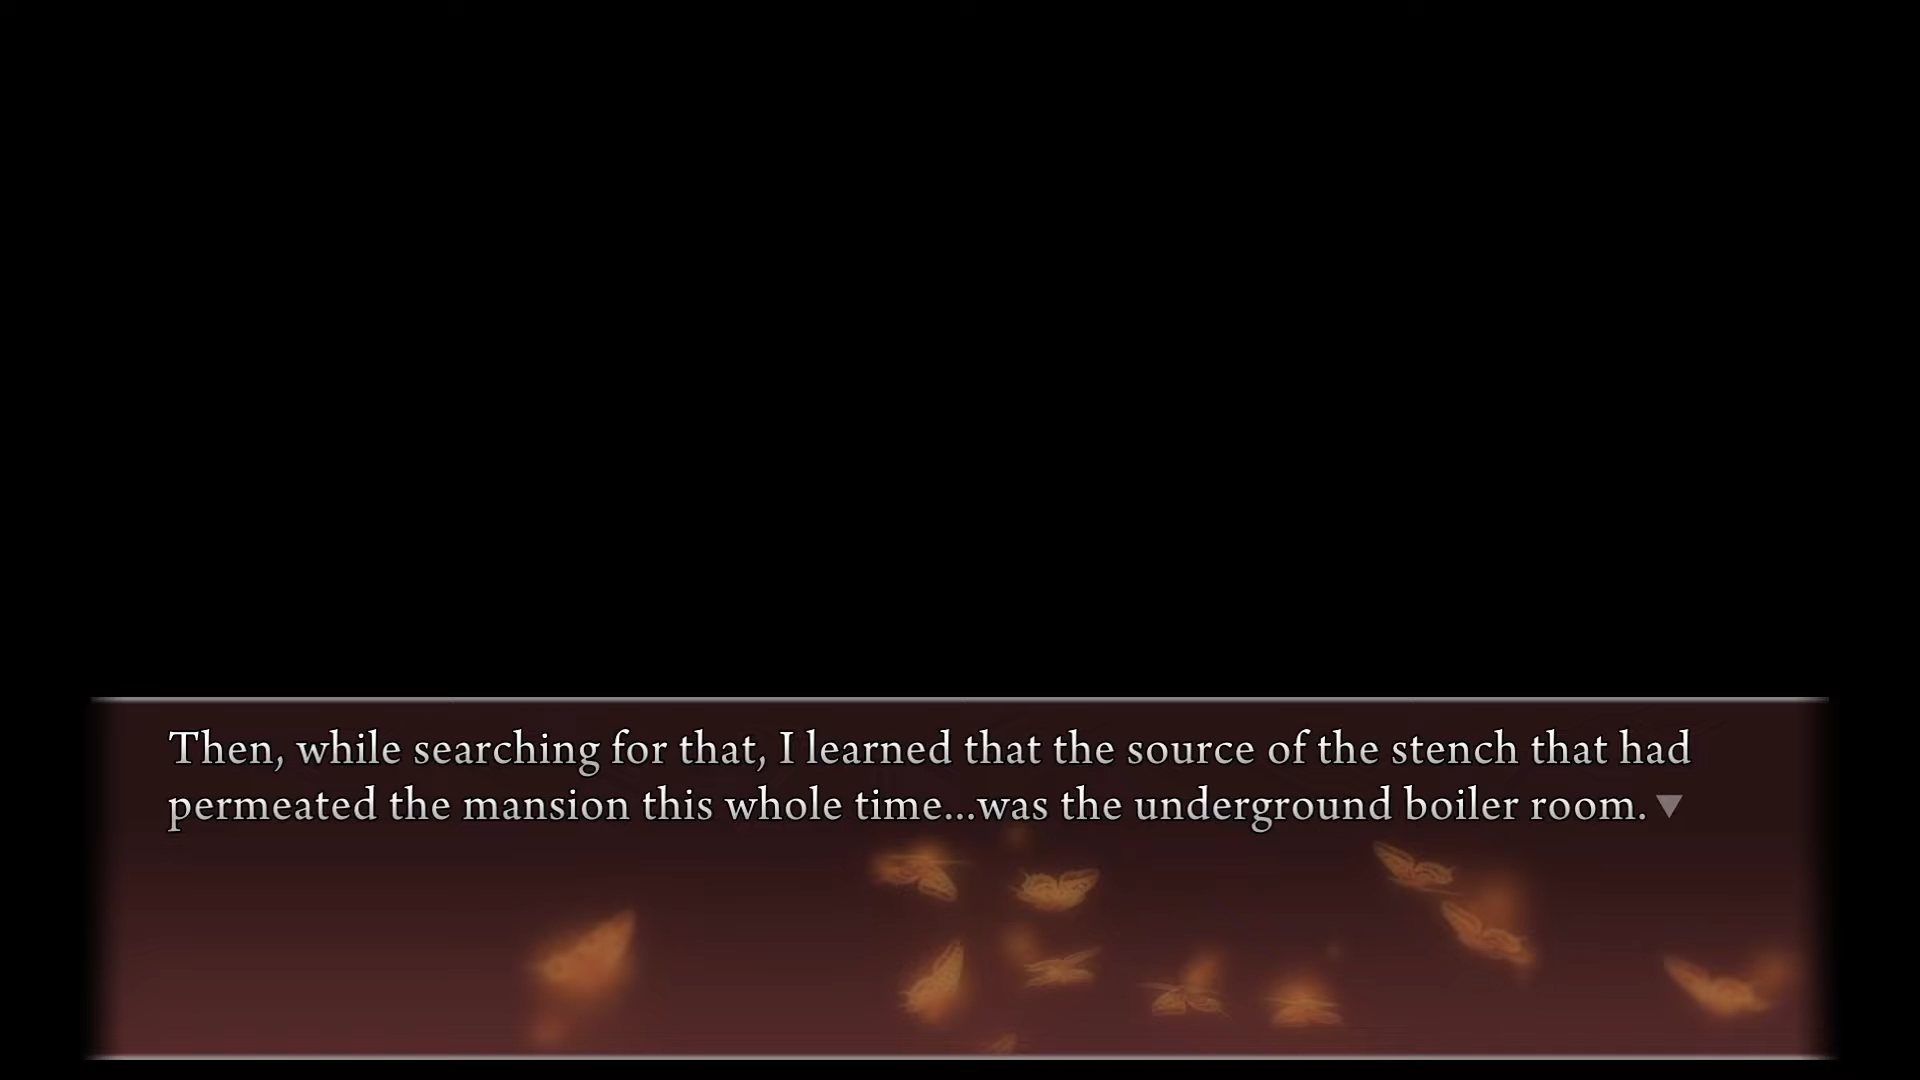 Then, while searching for that, I learned that the source of the stench that had
permeated the mansion this whole time...was the underground boiler room.